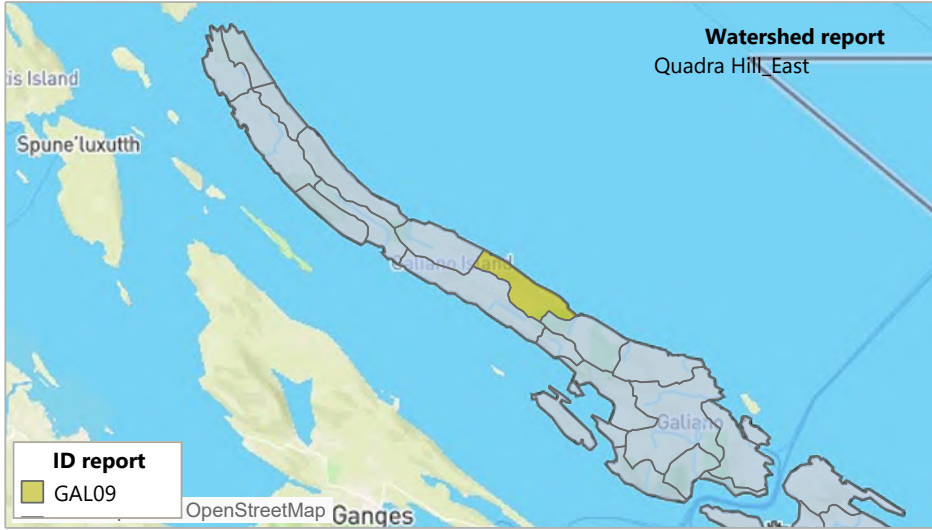 Watershed report
Quadra Hill_East
tis Island
Spune'luxutth
Galiano Island
Galiano
ID report
GAL09
OpenStreetMap
Ganges